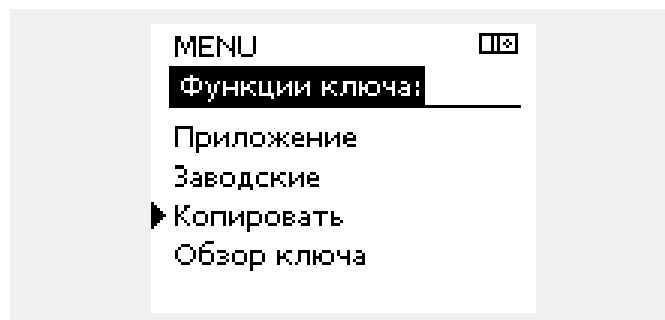 MENU
Функции ключа:
Приложение
Заводские
Копировать
Обзор ключа